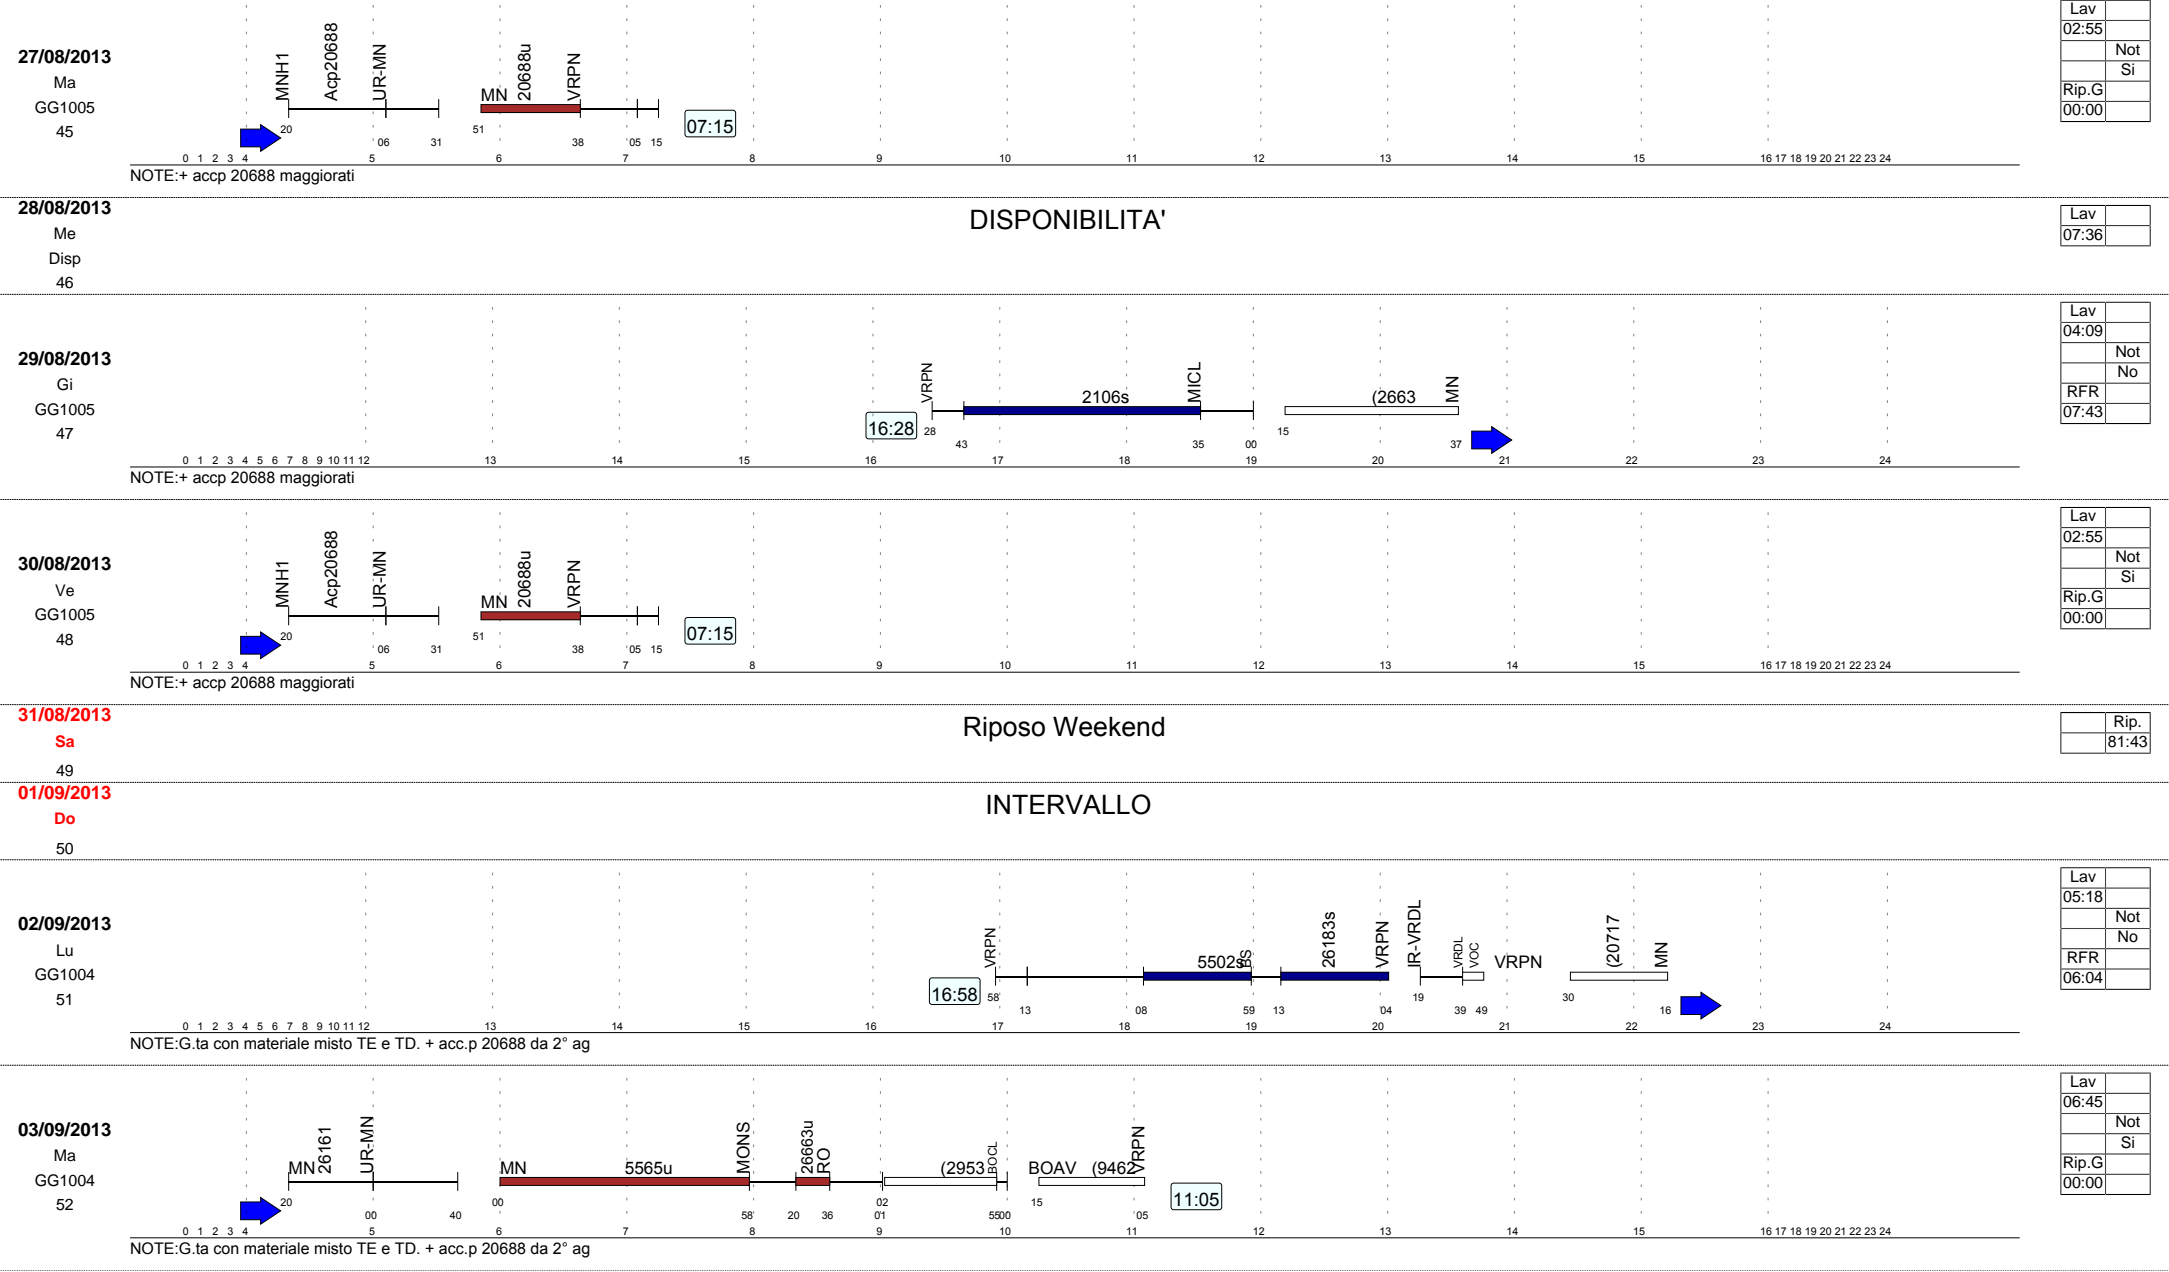 27/08/2013
Ma
GG1005
45
MNH1 Acp20688 UR-MN MN 20688u VRPN
20 06 31 51 38 05 15
07:15
0 1 2 3 4 5 6 7 8 9 10 11 12 13 14 15 16 17 18 19 20 21 22 23 24
NOTE:+ accp 20688 maggiorati
Lav
02:55
Not
Si
Rip.G
00:00
28/08/2013
Me
Disp
46
DISPONIBILITA'
Lav
07:36
29/08/2013
Gi
GG1005
47
VRPN 2106s MICL (2663 MN
16:28
28 43 35 00 15 37
0 1 2 3 4 5 6 7 8 9 10 11 12 13 14 15 16 17 18 19 20 21 22 23 24
NOTE:+ accp 20688 maggiorati
Lav
04:09
Not
No
RFR
07:43
30/08/2013
Ve
GG1005
48
MNH1 Acp20688 UR-MN MN 20688u VRPN
20 06 31 51 38 05 15
07:15
0 1 2 3 4 5 6 7 8 9 10 11 12 13 14 15 16 17 18 19 20 21 22 23 24
NOTE:+ accp 20688 maggiorati
Lav
02:55
Not
Si
Rip.G
00:00
31/08/2013
Sa
49
Riposo Weekend
Rip.
81:43
01/09/2013
Do
50
INTERVALLO
02/09/2013
Lu
GG1004
51
VRPN 5502s BS 26183s VRPN IR-VRDL VRDL VOC VRPN (20717 MN
16:58
58 13 08 59 13 04 19 39 49 30 16
0 1 2 3 4 5 6 7 8 9 10 11 12 13 14 15 16 17 18 19 20 21 22 23 24
NOTE:G.ta con materiale misto TE e TD. + acc.p 20688 da 2° ag
Lav
05:18
Not
No
RFR
06:04
03/09/2013
Ma
GG1004
52
MN 26161 UR-MN MN 5565u MONS 26663u RO (2953 BOCL BOAV (9462 VRPN
20 00 40 00 58 20 36 01 02 55 00 15 05
11:05
0 1 2 3 4 5 6 7 8 9 10 11 12 13 14 15 16 17 18 19 20 21 22 23 24
NOTE:G.ta con materiale misto TE e TD. + acc.p 20688 da 2° ag
Lav
06:45
Not
Si
Rip.G
00:00